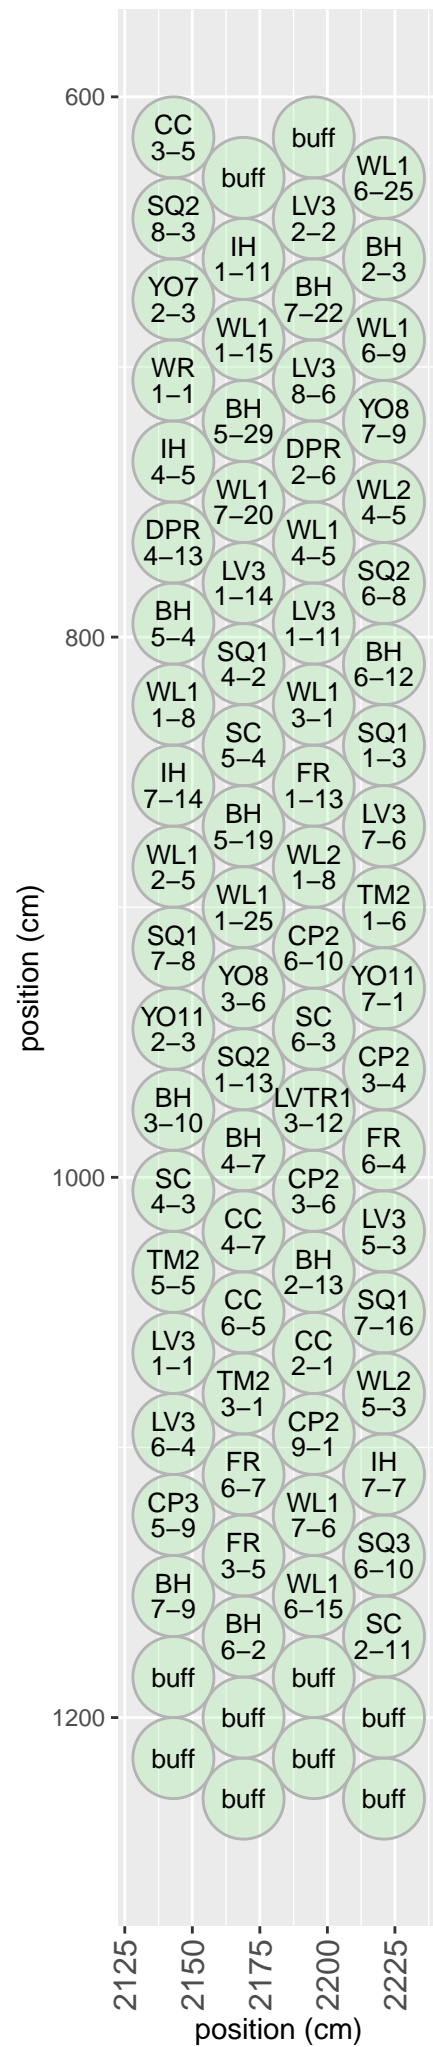 600
CC
3–5
buff
buff
WL1
6–25
SQ2
8–3
LV3
2–2
IH
1–11
BH
2–3
YO7
2–3
BH
7–22
WL1
1–15
WL1
6–9
WR
1–1
LV3
8–6
BH
5–29
YO8
7–9
IH
4–5
DPR
2–6
WL1
7–20
WL2
4–5
DPR
4–13
WL1
4–5
LV3
1–14
SQ2
6–8
800
BH
5–4
LV3
1–11
SQ1
4–2
BH
6–12
WL1
1–8
WL1
3–1
SC
5–4
SQ1
1–3
IH
7–14
FR
1–13
BH
5–19
LV3
7–6
WL1
2–5
WL2
1–8
WL1
1–25
TM2
1–6
SQ1
7–8
CP2
6–10
YO8
3–6
YO11
7–1
YO11
2–3
SC
6–3
SQ2
1–13
CP2
3–4
BH
3–10
LVTR1
3–12
BH
4–7
FR
6–4
1000
SC
4–3
CP2
3–6
CC
4–7
LV3
5–3
TM2
5–5
BH
2–13
CC
6–5
SQ1
7–16
LV3
1–1
CC
2–1
TM2
3–1
WL2
5–3
LV3
6–4
CP2
9–1
FR
6–7
IH
7–7
CP3
5–9
WL1
7–6
FR
3–5
SQ3
6–10
BH
7–9
WL1
6–15
BH
6–2
SC
2–11
buff
buff
1200
buff
buff
buff
buff
buff
buff
position (cm)
2125
2150
2175
2200
2225
position (cm)